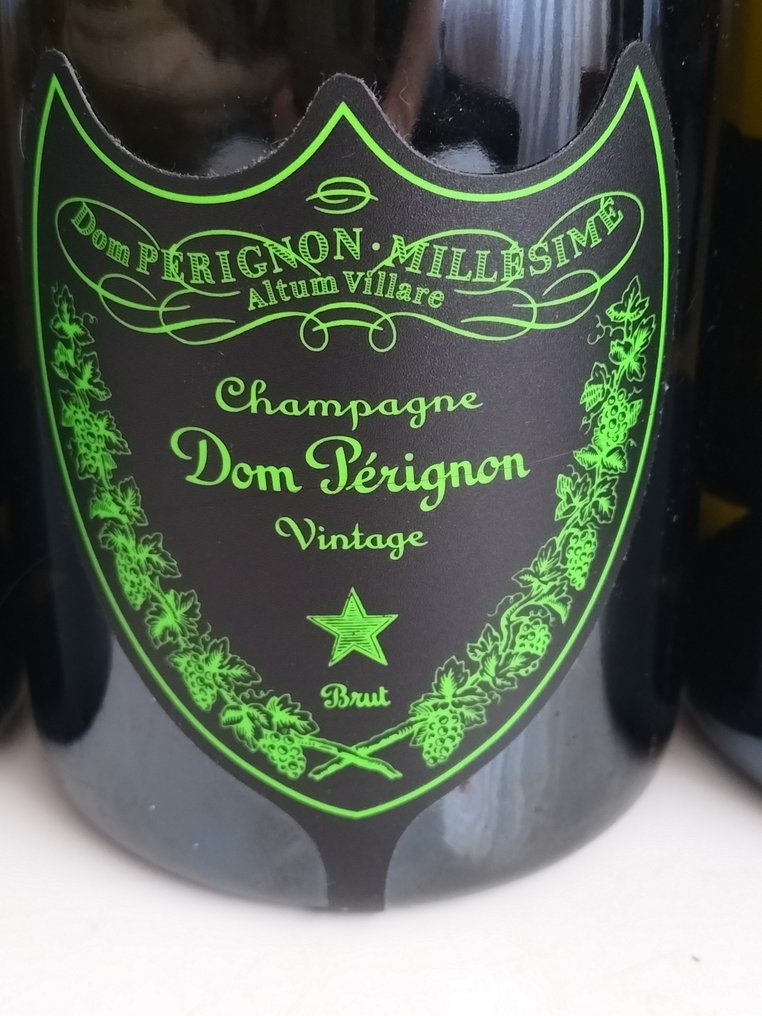 Dom PERIGNON · MILLÉSIMÉ
Altum Villare
Champagne
Dom Pérignon
Vintage
Brut